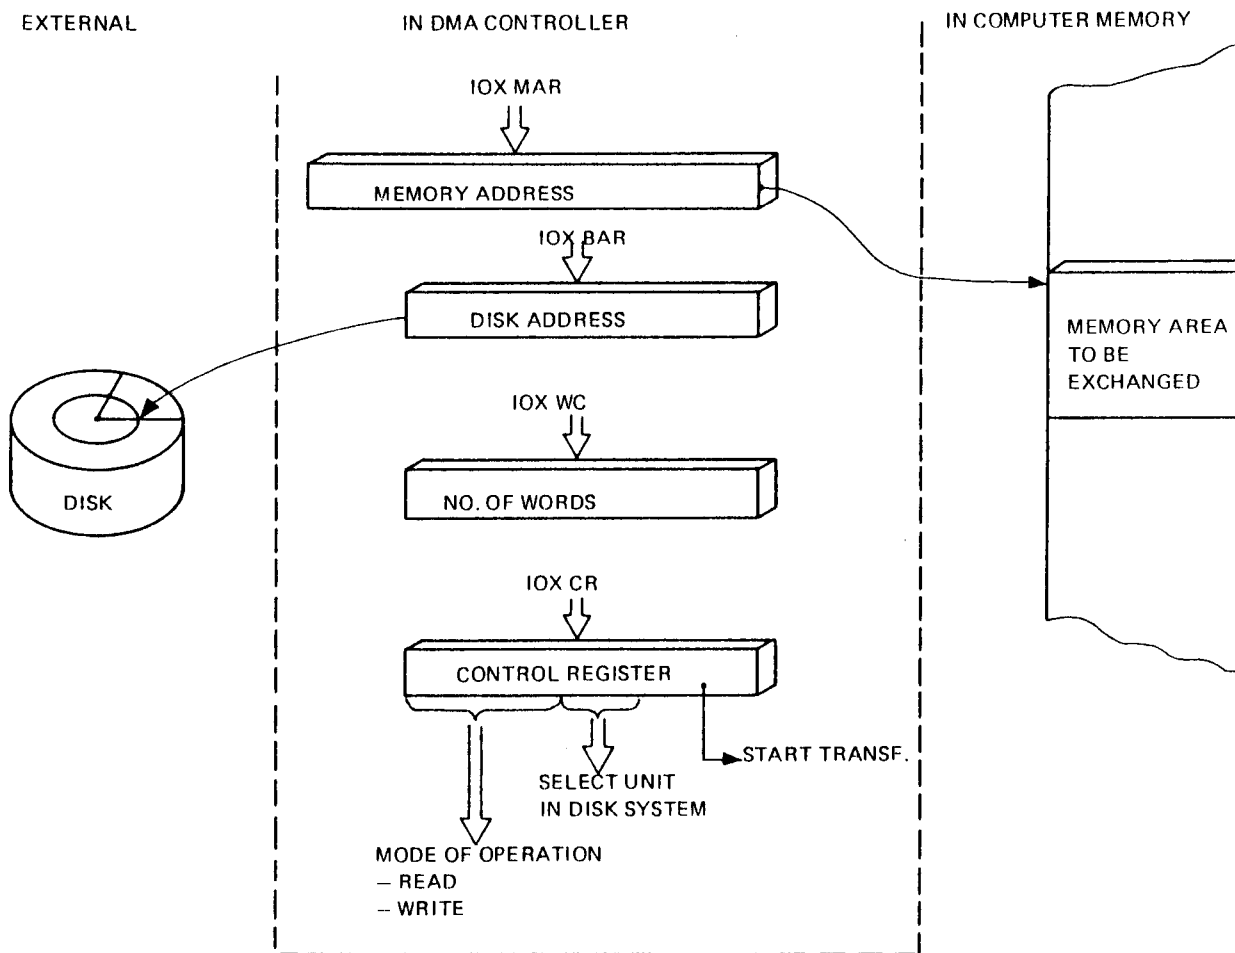 EXTERNAL
IN DMA CONTROLLER
IN COMPUTER MEMORY
IOX MAR
MEMORY ADDRESS
IOX BAR
DISK ADDRESS
MEMORY AREA
TO BE
EXCHANGED
DISK
IOX WC
NO. OF WORDS
IOX CR
CONTROL REGISTER
START TRANSF.
SELECT UNIT
IN DISK SYSTEM
MODE OF OPERATION
– READ
– WRITE